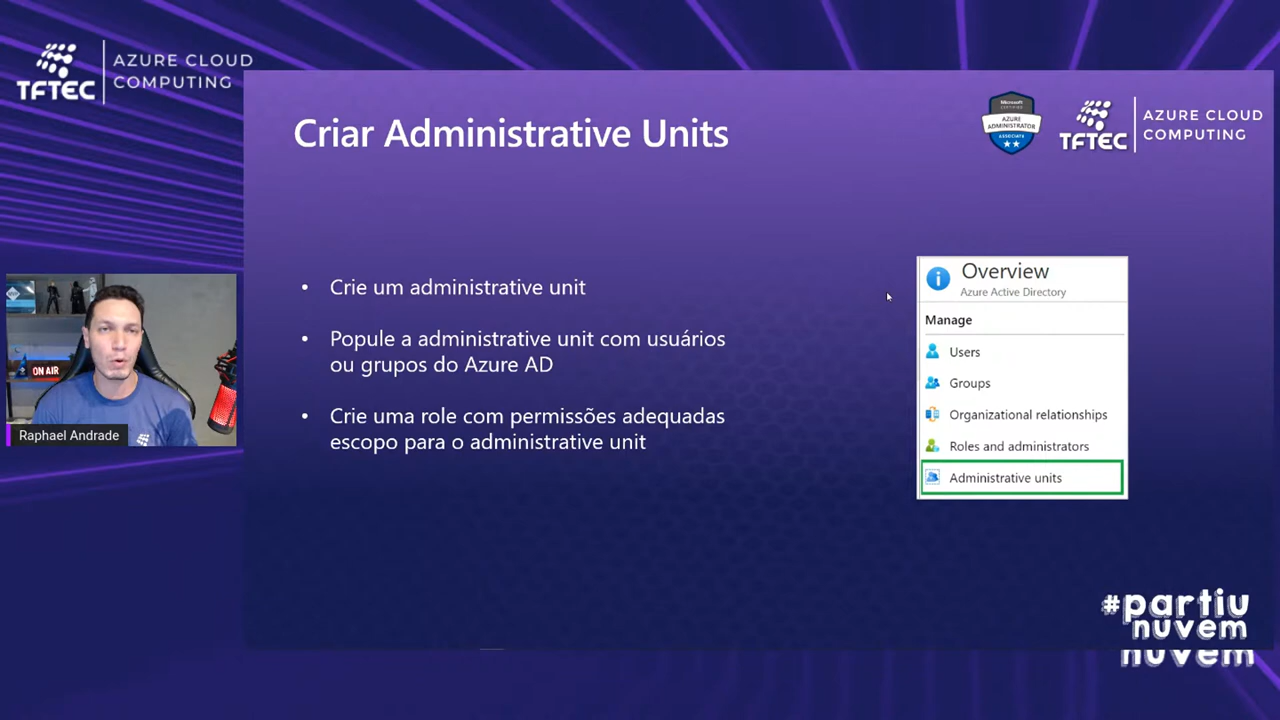 TFTEC
AZURE CLOUD
COMPUTING
Criar Administrative Units
Microsoft
CERTIFIED
AZURE
ADMINISTRATOR
ASSOCIATE
TFTEC
AZURE CLOUD
COMPUTING
• Crie um administrative unit
• Popule a administrative unit com usuários
ou grupos do Azure AD
• Crie uma role com permissões adequadas
escopo para o administrative unit
Overview
Azure Active Directory
Manage
Users
Groups
Organizational relationships
Roles and administrators
Administrative units
ON AIR
Raphael Andrade
#partiu
nuvem
nuvem